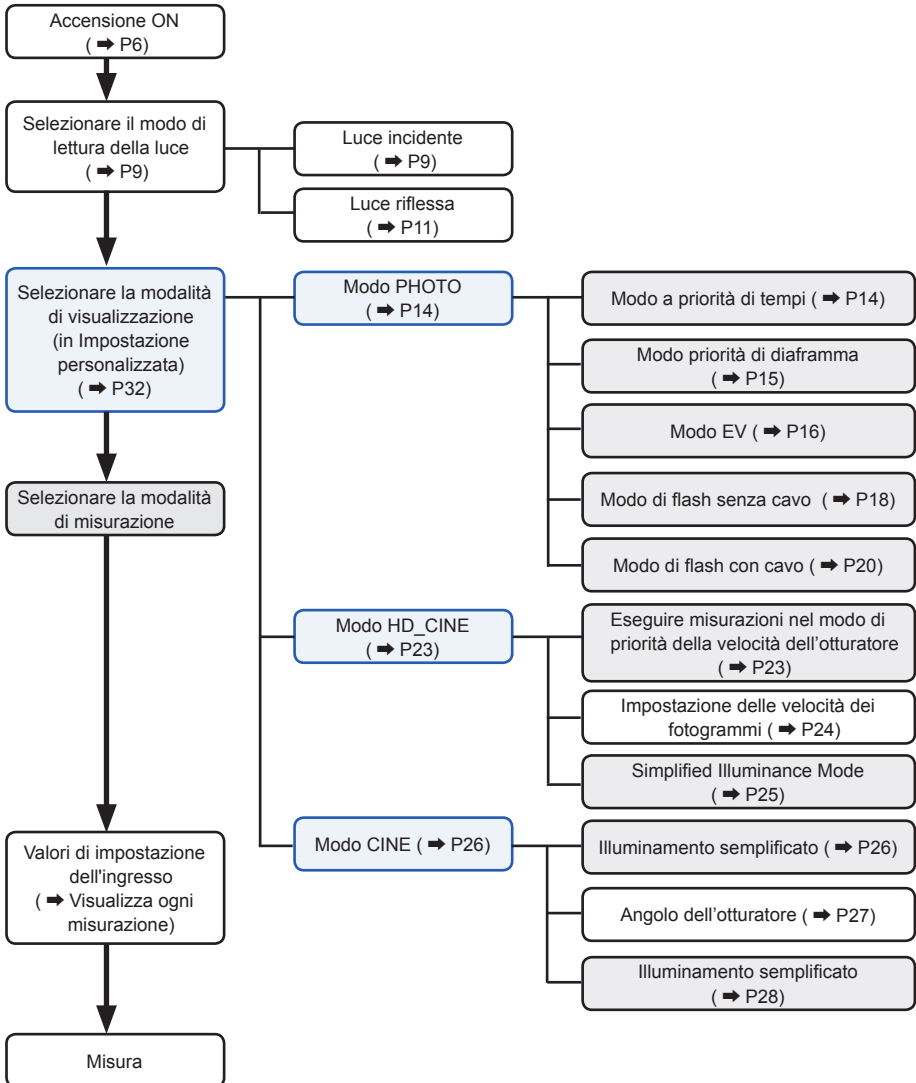 Accensione ON
( ➡ P6)
Selezionare il modo di
lettura della luce
( ➡ P9)
Luce incidente
( ➡ P9)
Luce riflessa
( ➡ P11)
Selezionare la modalità
di visualizzazione
(in Impostazione
personalizzata)
( ➡ P32)
Modo PHOTO
( ➡ P14)
Modo a priorità di tempi ( ➡ P14)
Modo priorità di diaframma
( ➡ P15)
Modo EV ( ➡ P16)
Modo di flash senza cavo ( ➡ P18)
Modo di flash con cavo ( ➡ P20)
Selezionare la modalità
di misurazione
Modo HD_CINE
( ➡ P23)
Eseguire misurazioni nel modo di
priorità della velocità dell’otturatore
( ➡ P23)
Impostazione delle velocità dei
fotogrammi ( ➡ P24)
Simplified Illuminance Mode
( ➡ P25)
Modo CINE ( ➡ P26)
Illuminamento semplificato ( ➡ P26)
Angolo dell’otturatore ( ➡ P27)
Illuminamento semplificato
( ➡ P28)
Valori di impostazione
dell'ingresso
( ➡ Visualizza ogni
misurazione)
Misura